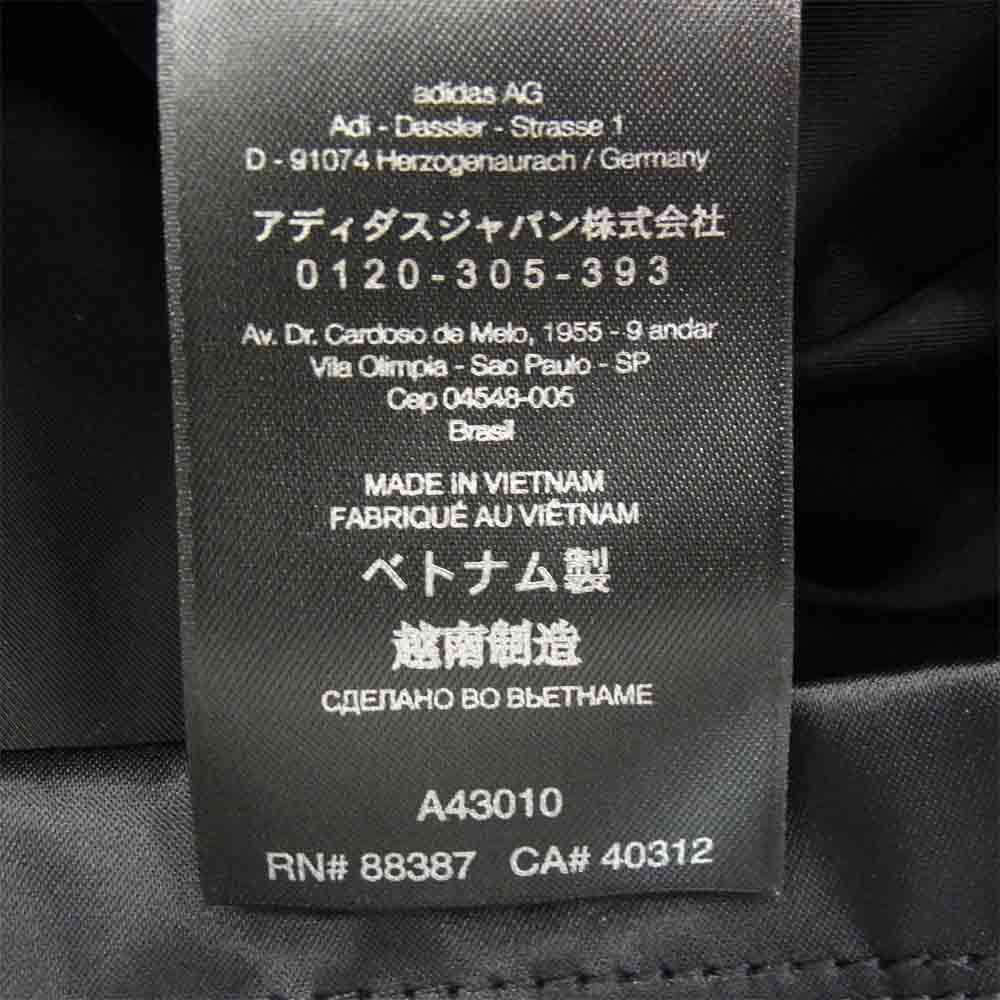 adidas AG
Adi - Dassler - Strasse 1
D - 91074 Herzogenaurach / Germany
アディダスジャパン株式会社
0120-305-393
Av. Dr. Cardoso de Melo, 1955 - 9 andar
Vila Olimpia - Sao Paulo - SP
Cep 04548-005
Brasil
MADE IN VIETNAM
FABRIQUÉ AU VIÊTNAM
ベトナム製
越南制造
СДЕЛАНО ВО ВЬЕТНАМЕ
A43010
RN# 88387 CA# 40312